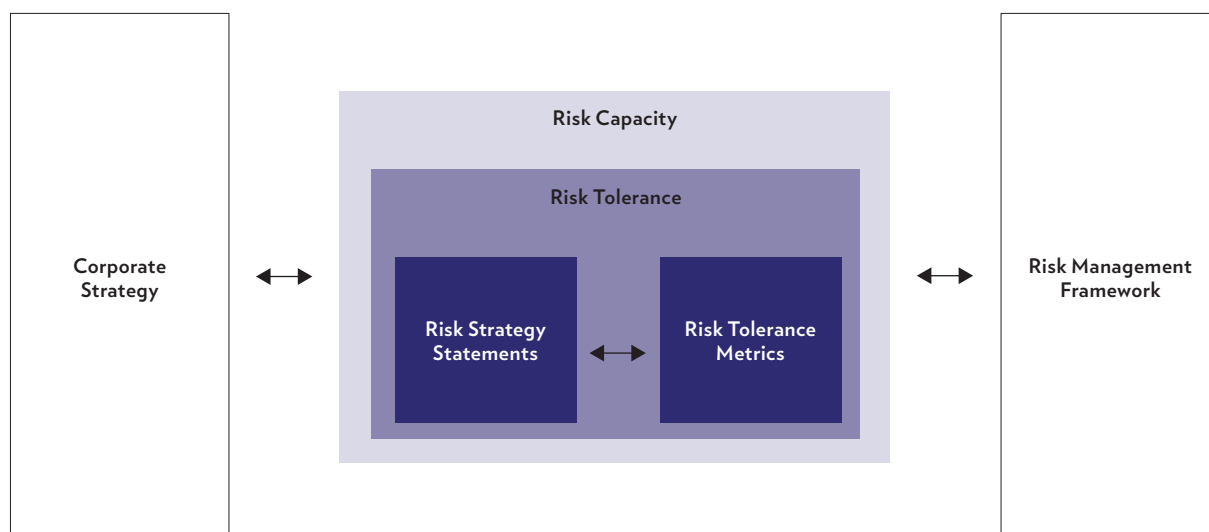 Risk Capacity
Risk Tolerance
Corporate
Strategy
Risk Strategy
Statements
Risk Tolerance
Metrics
Risk Management
Framework